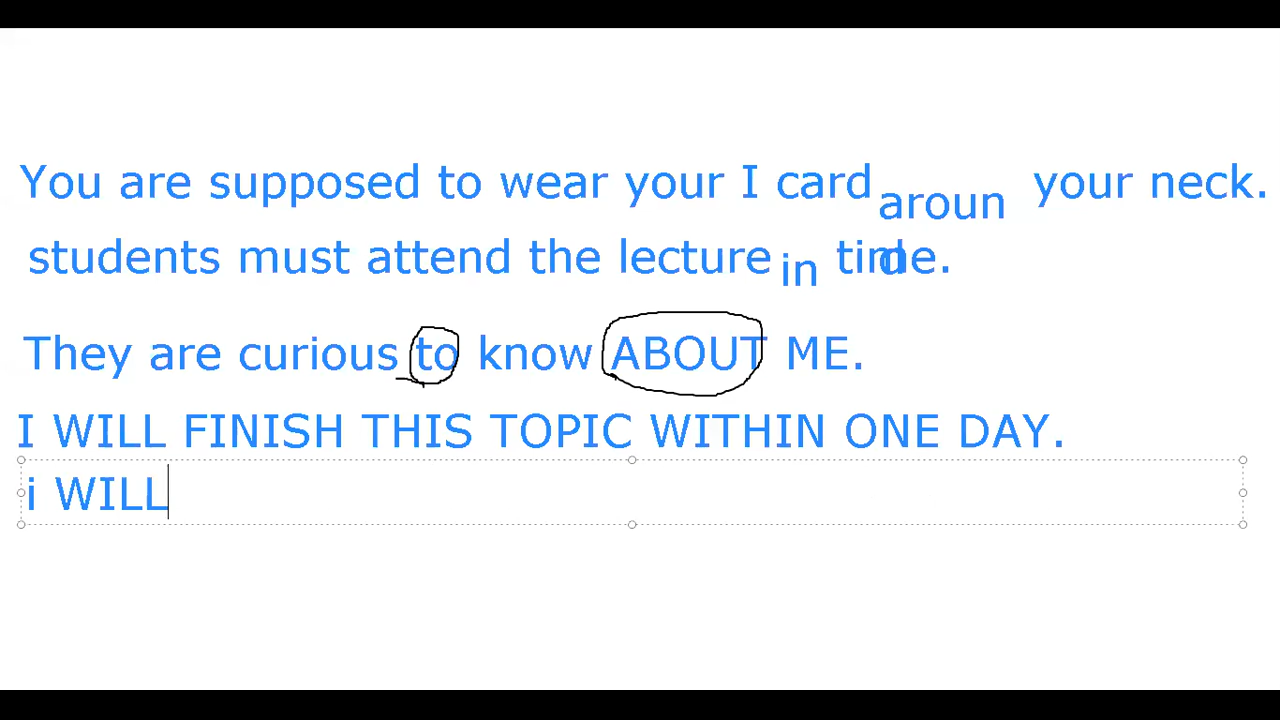 You are supposed to wear your I card around your neck.
students must attend the lecture in time.
They are curious to know ABOUT ME.
I WILL FINISH THIS TOPIC WITHIN ONE DAY.
i WILL